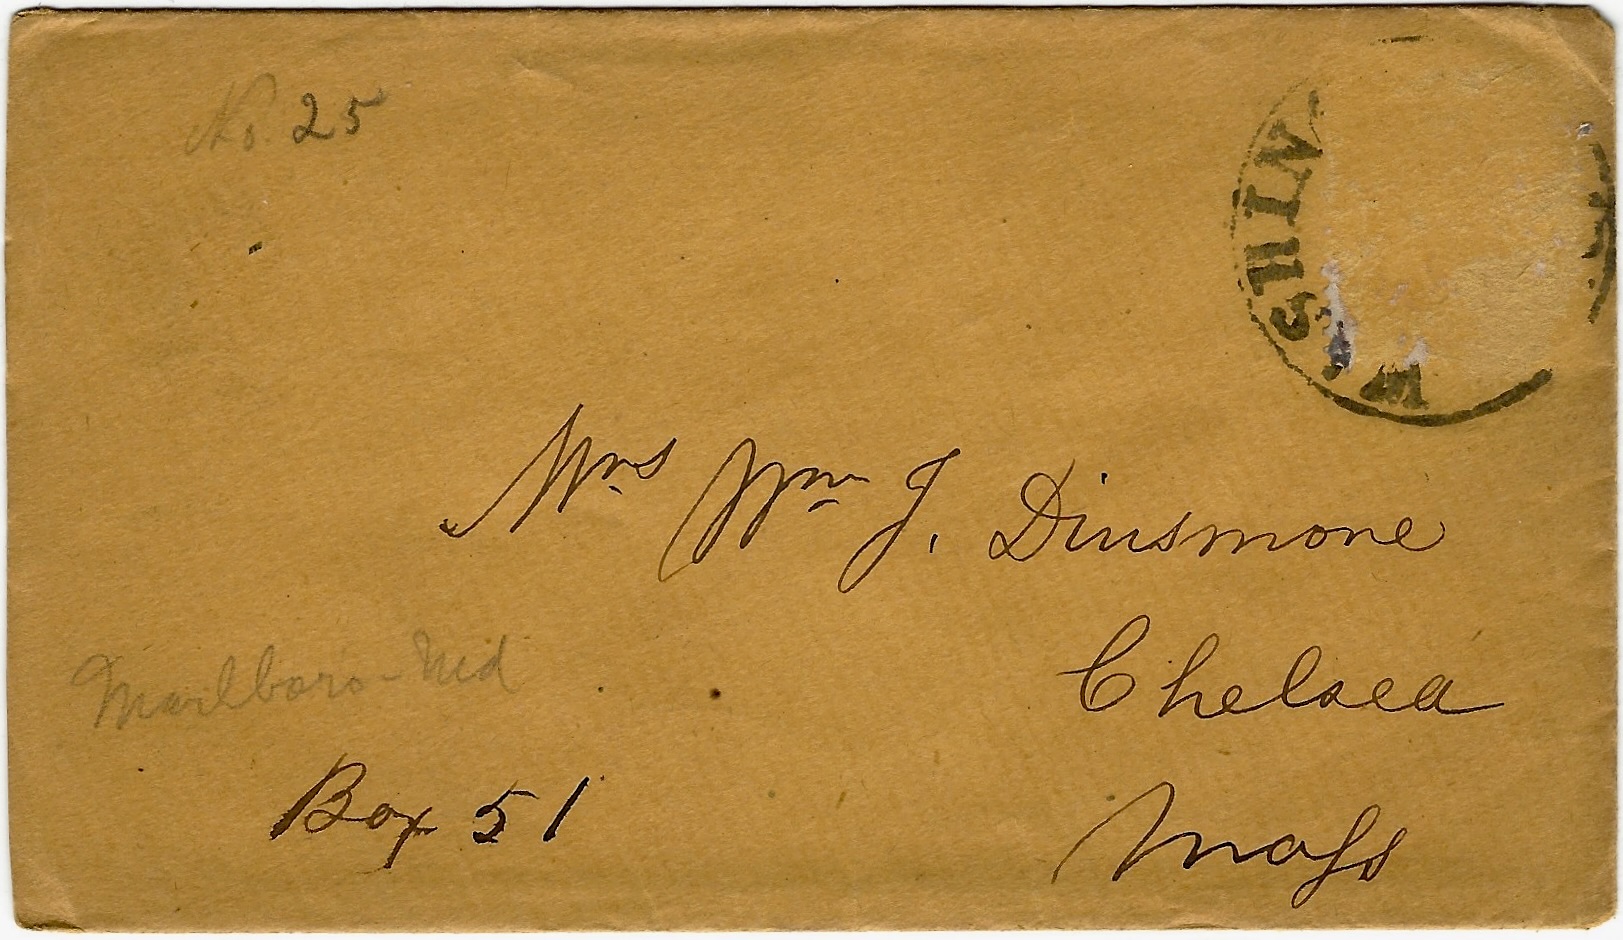 No. 25
WASHIN
Mrs Wm J. Dinsmore
Chelsea
Marlboro - Md
Box 51
Mass